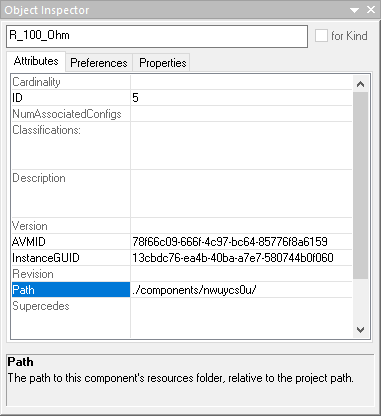 Object Inspector
R_100_Ohm
for Kind
Attributes Preferences Properties
Cardinality
ID 5
NumAssociatedConfigs
Classifications:
Description
Version
AVMID 78f66c09-666f-4c97-bc64-85776f8a6159
InstanceGUID 13cbdc76-ea4b-40ba-a7e7-580744b0f060
Revision
Path ./components/nwuycs0u/
Supercedes
Path
The path to this component's resources folder, relative to the project path.